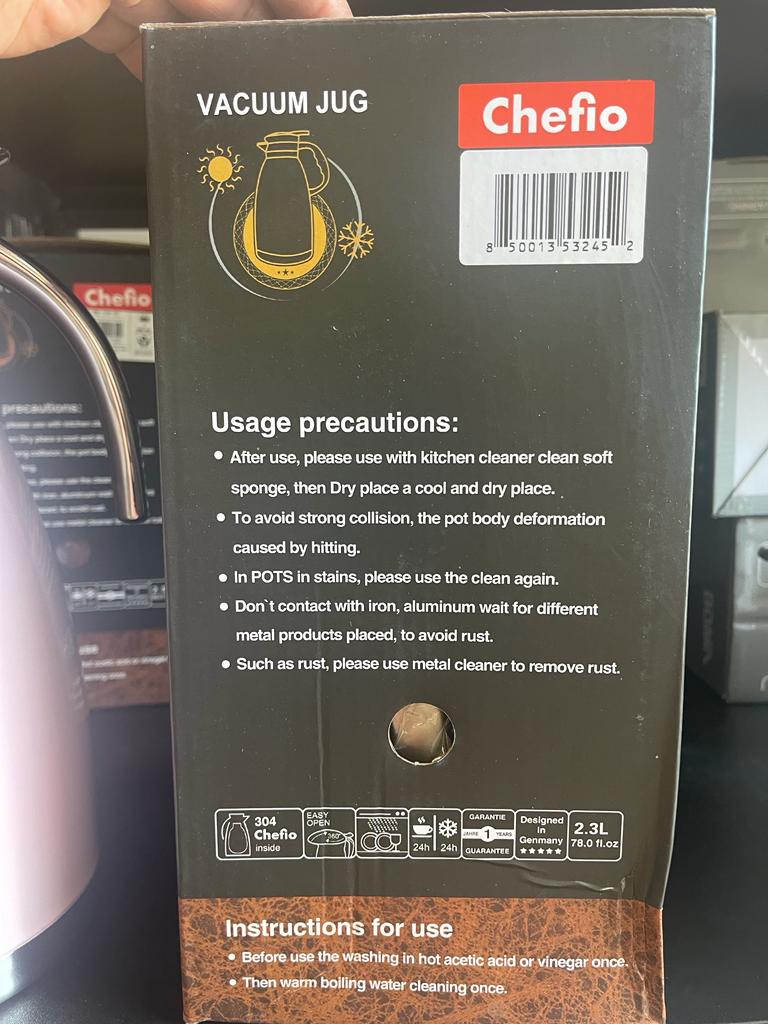 VACUUM JUG
Chefio
8 50013 53245 2
Chefio
precautions:
Usage precautions:
• After use, please use with kitchen cleaner clean soft
sponge, then Dry place a cool and dry place.
• To avoid strong collision, the pot body deformation
caused by hitting.
• In POTS in stains, please use the clean again.
• Don`t contact with iron, aluminum wait for different
metal products placed, to avoid rust.
• Such as rust, please use metal cleaner to remove rust.
304
Chefio
inside
EASY
OPEN
360°
24h
24h
GARANTIE
JAHRE 1 YEARS
GUARANTEE
Designed
in
Genmany
2.3L
78.0 fl.oz
Instructions for use
• Before use the washing in hot acetic acid or vinegar once.
• Then warm boiling water cleaning once.